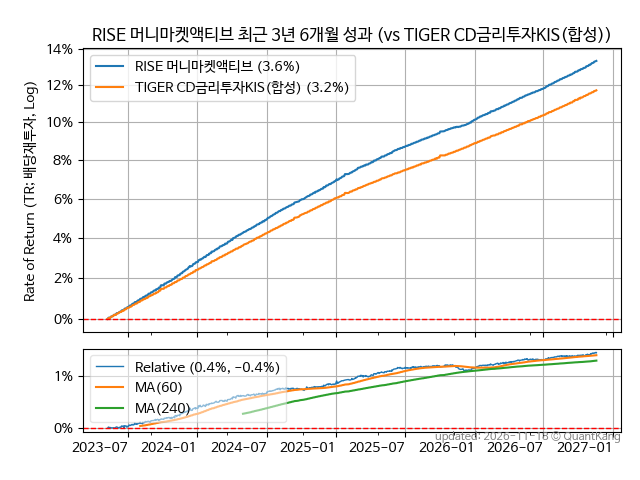 RISE 머니마켓액티브 최근 3년 6개월 성과 (vs TIGER CD금리투자KIS(합성))
14%
12%
10%
8%
6%
4%
2%
0%
Rate of Return (TR; 배당재투자, Log)
RISE 머니마켓액티브 (3.6%)
TIGER CD금리투자KIS(합성) (3.2%)
1%
0%
Relative (0.4%, -0.4%)
MA(60)
MA(240)
2023-07 2024-01 2024-07 2025-01 2025-07 2026-01 2026-07 2027-01
updated: 2026-11-18 © QuantKang